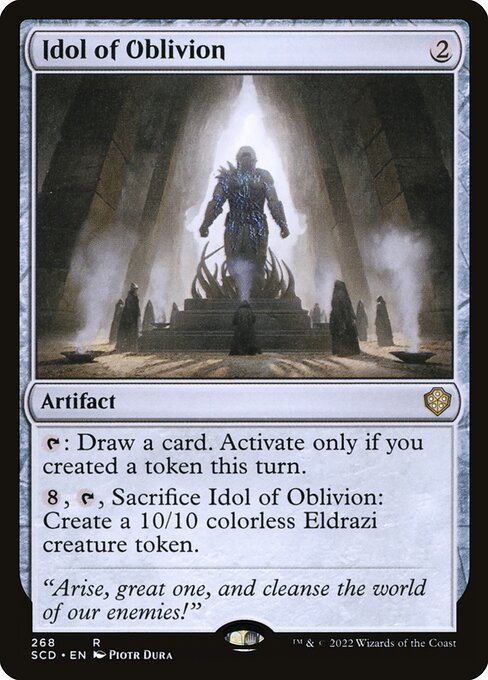 Idol of Oblivion 2
Artifact
: Draw a card. Activate only if you
created a token this turn.
8, , Sacrifice Idol of Oblivion:
Create a 10/10 colorless Eldrazi
creature token.
“Arise, great one, and cleanse the world
of our enemies!”
268 R
SCD • EN Piotr Dura
™ & © 2022 Wizards of the Coast